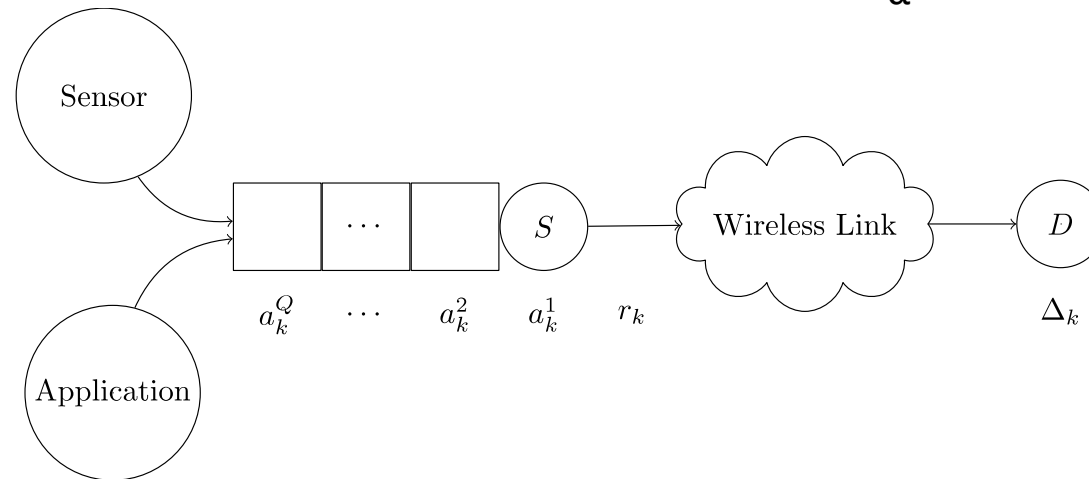 Sensor
Application
⋯
S
Wireless Link
D
a_k^Q ⋯ a_k^2 a_k^1 r_k Δ_k